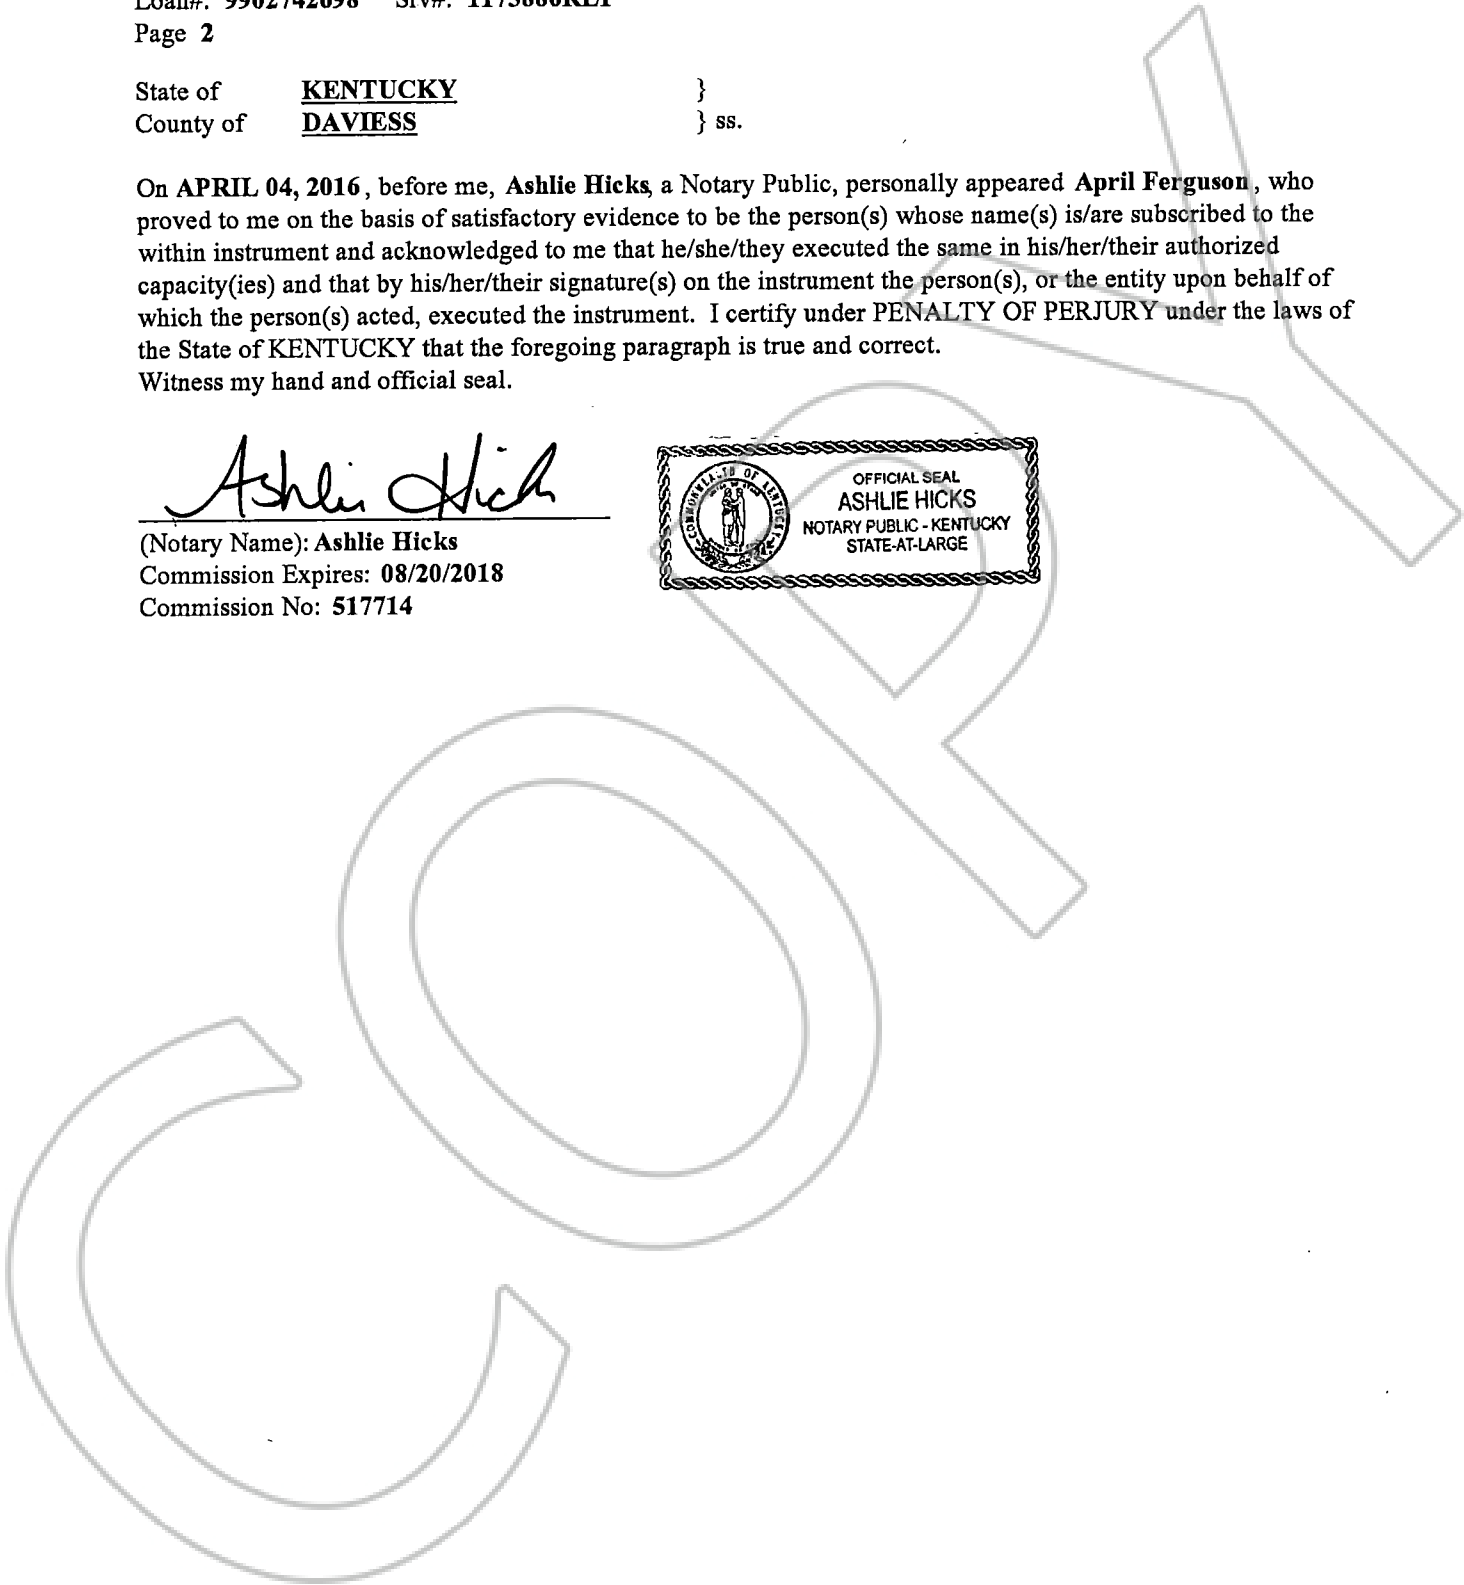 Page 2
State of KENTUCKY }
County of DAVIESS } ss.
On APRIL 04, 2016, before me, Ashlie Hicks, a Notary Public, personally appeared April Ferguson, who
proved to me on the basis of satisfactory evidence to be the person(s) whose name(s) is/are subscribed to the
within instrument and acknowledged to me that he/she/they executed the same in his/her/their authorized
capacity(ies) and that by his/her/their signature(s) on the instrument the person(s), or the entity upon behalf of
which the person(s) acted, executed the instrument. I certify under PENALTY OF PERJURY under the laws of
the State of KENTUCKY that the foregoing paragraph is true and correct.
Witness my hand and official seal.
Ashlie Hicks
(Notary Name): Ashlie Hicks
Commission Expires: 08/20/2018
Commission No: 517714
COMMONWEALTH OF KENTUCKY
OFFICIAL SEAL
ASHLIE HICKS
NOTARY PUBLIC - KENTUCKY
STATE-AT-LARGE
COPY